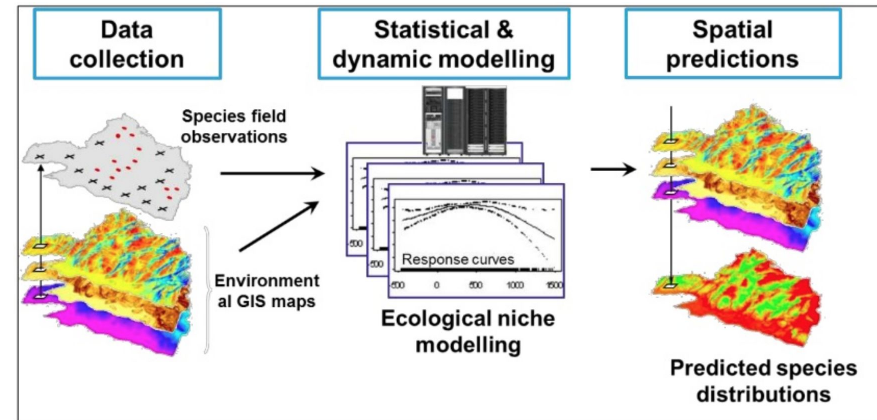 Data
collection
Statistical &
dynamic modelling
Spatial
predictions
Species field
observations
Environment
al GIS maps
Response curves
-500
0
500
1000
1500
Ecological niche
modelling
Predicted species
distributions